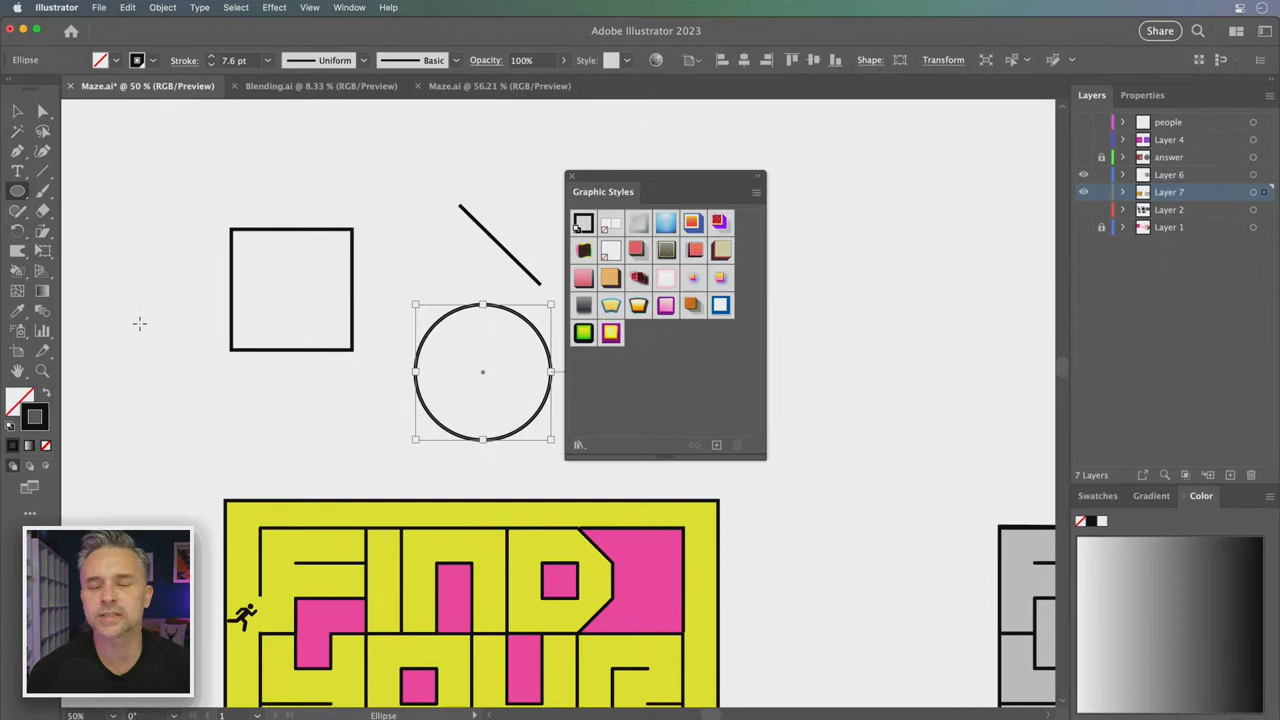 Illustrator File Edit Object Type Select Effect View Window Help
Adobe Illustrator 2023
Share
Ellipse Stroke: 7.6 pt Uniform Basic Opacity: 100% Style: Shape: Transform
Maze.ai* @ 50 % (RGB/Preview) Blending.ai @ 8.33 % (RGB/Preview) Maze.ai @ 56.21 % (RGB/Preview)
Layers Properties
people
Layer 4
answer
Layer 6
Layer 7
Layer 2
Layer 1
Graphic Styles
7 Layers
Swatches Gradient Color
FIND
50% 0° 1 Ellipse